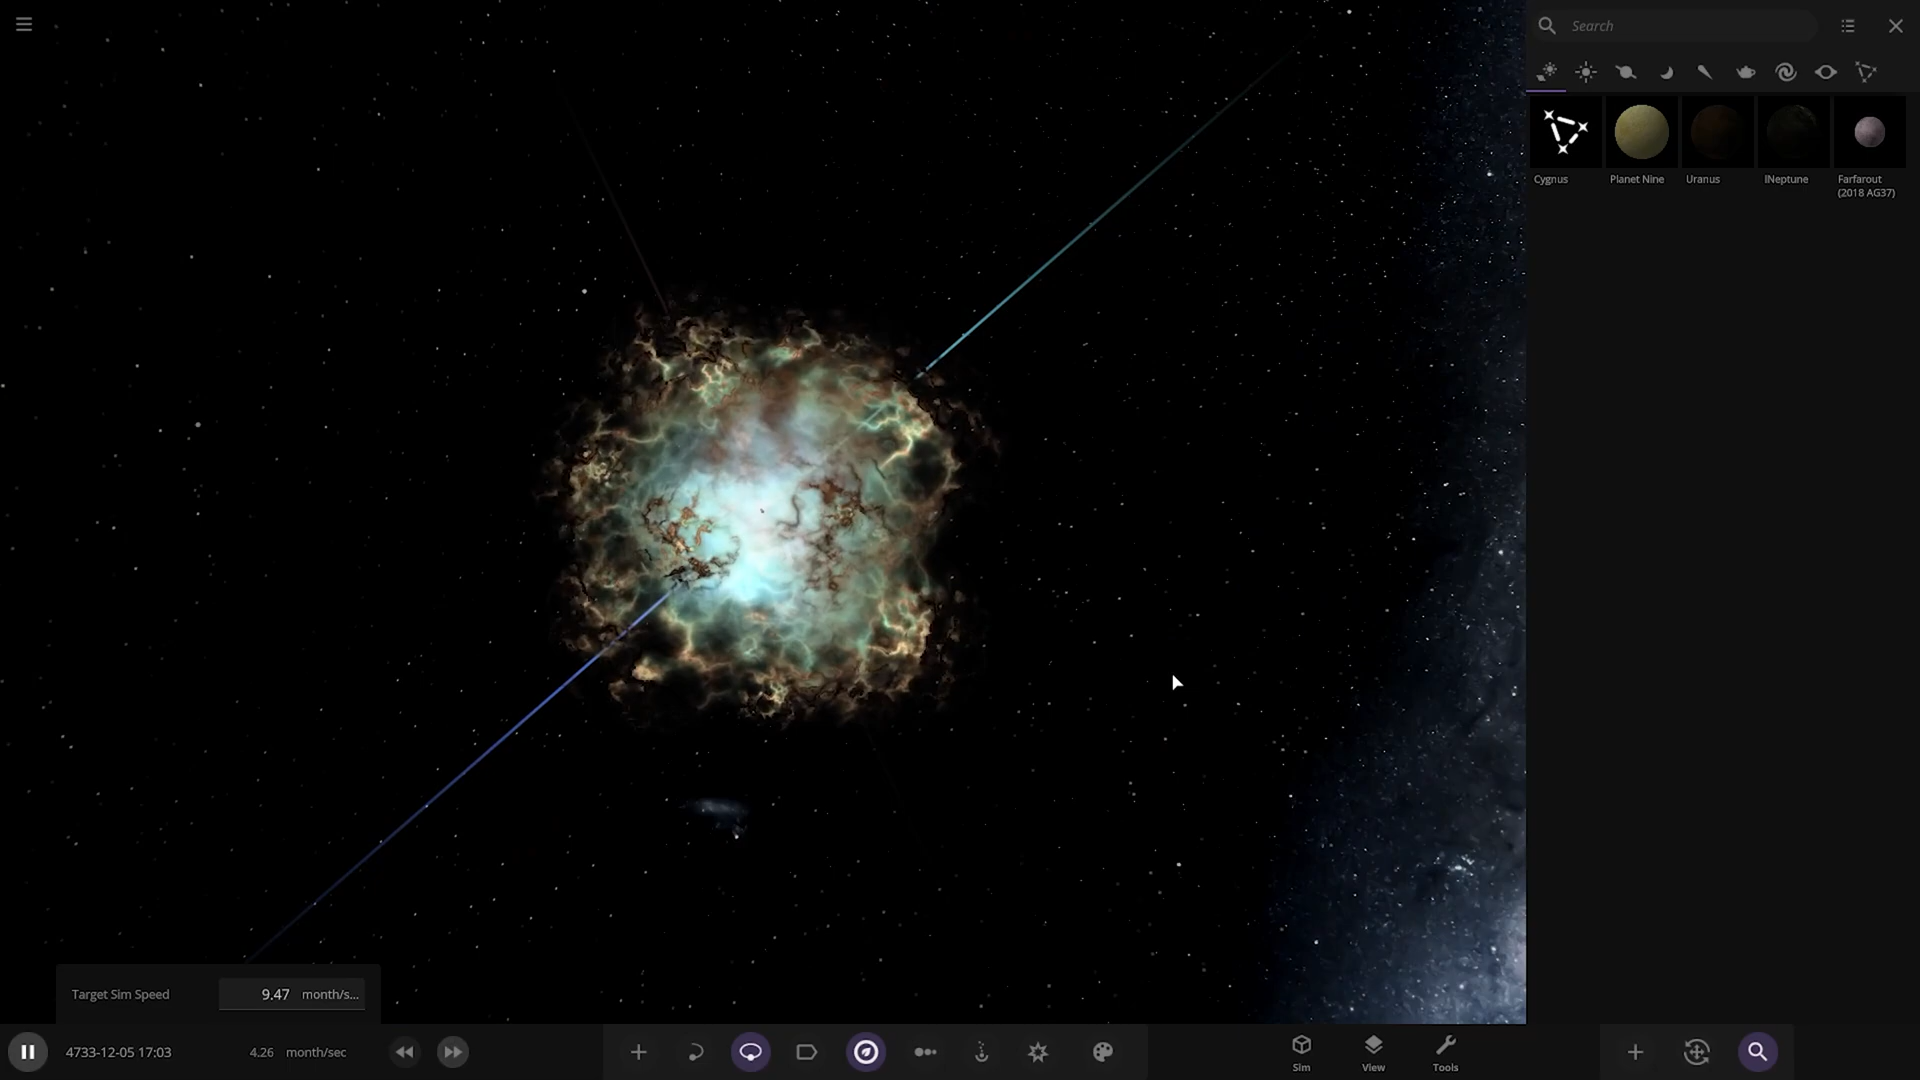 Search
Cygnus
Planet Nine
Uranus
INeptune
Farfarout
(2018 AG37)
Target Sim Speed
9.47 month/s...
4733-12-05 17:03
4.26 month/sec
Sim
View
Tools